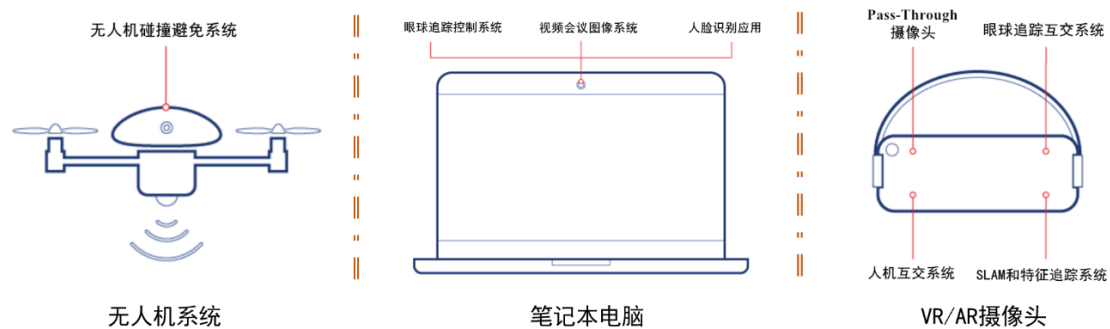 无人机碰撞避免系统
无人机系统
眼球追踪控制系统
视频会议图像系统
人脸识别应用
笔记本电脑
Pass-Through
摄像头
眼球追踪互交系统
人机互交系统
SLAM和特征追踪系统
VR/AR摄像头